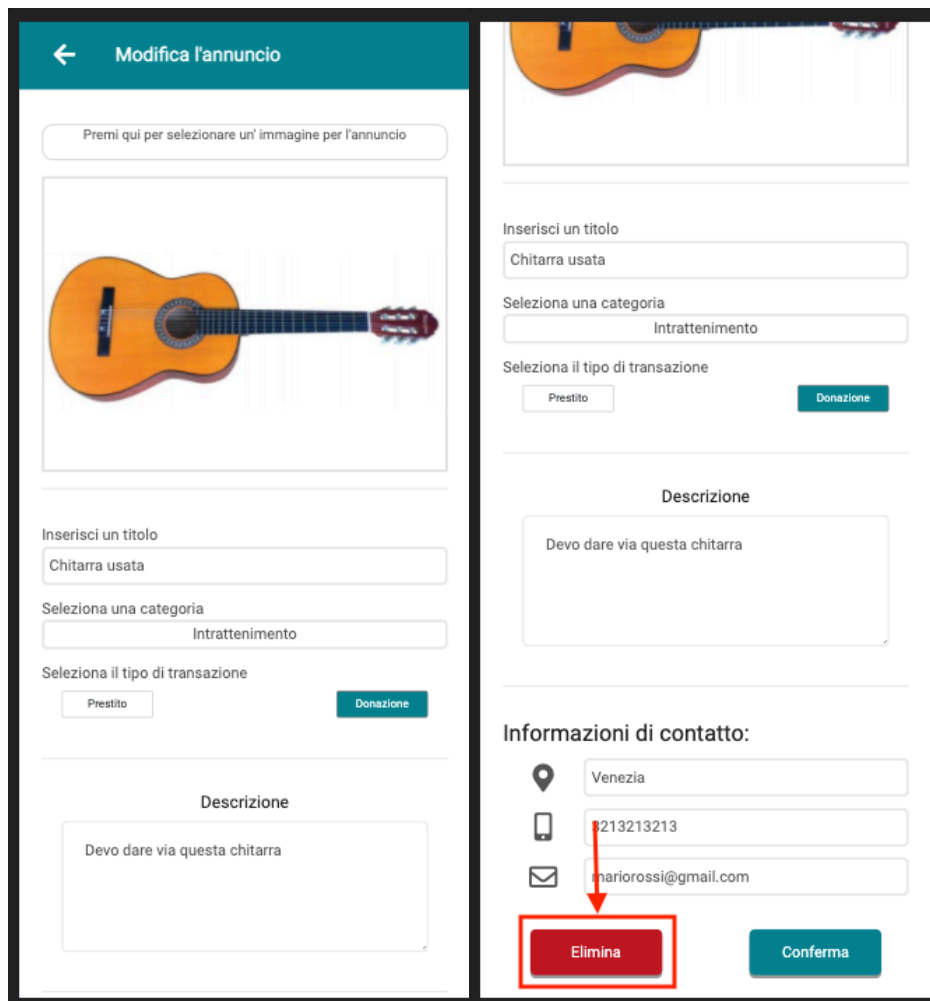 Modifica l'annuncio
Premi qui per selezionare un' immagine per l'annuncio
Inserisci un titolo
Chitarra usata
Seleziona una categoria
Intrattenimento
Seleziona il tipo di transazione
Prestito
Donazione
Descrizione
Devo dare via questa chitarra
Inserisci un titolo
Chitarra usata
Seleziona una categoria
Intrattenimento
Seleziona il tipo di transazione
Prestito
Donazione
Descrizione
Devo dare via questa chitarra
Informazioni di contatto:
Venezia
3213213213
mariorossi@gmail.com
Elimina
Conferma